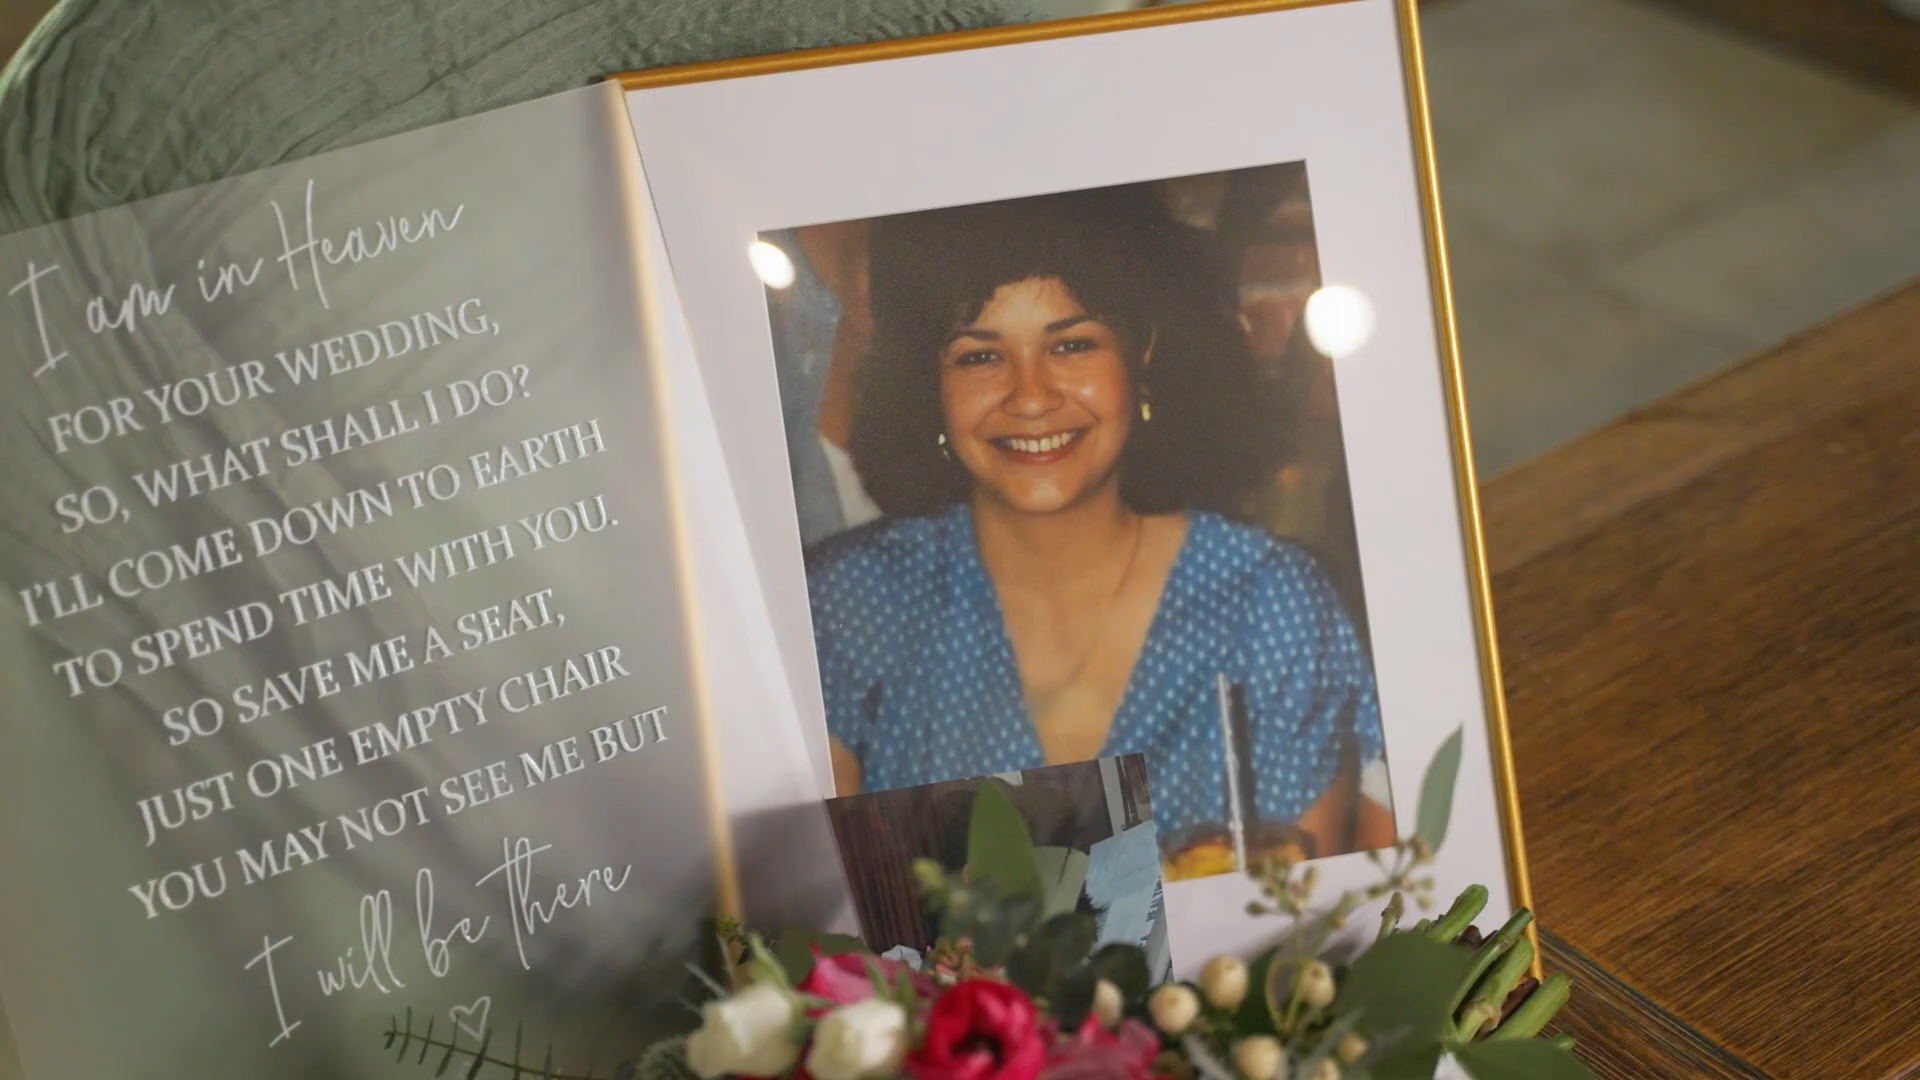 I am in Heaven
FOR YOUR WEDDING,
SO, WHAT SHALL I DO?
I'LL COME DOWN TO EARTH
TO SPEND TIME WITH YOU.
SO SAVE ME A SEAT,
JUST ONE EMPTY CHAIR
YOU MAY NOT SEE ME BUT
I will be there